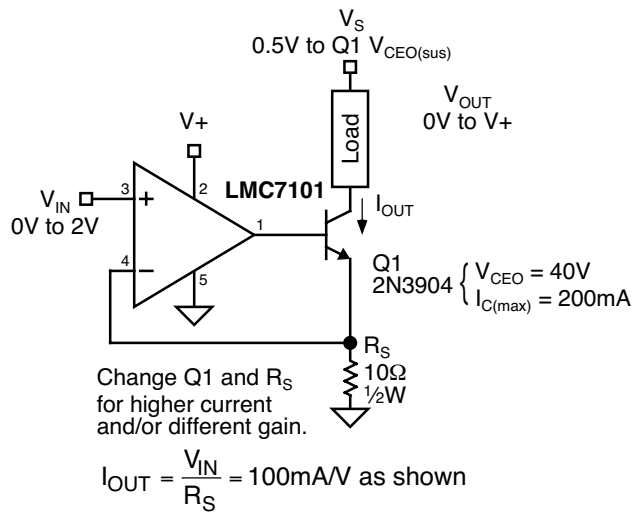 V_S
0.5V to Q1 V_CEO(sus)
V_OUT
0V to V+
Load
V+
LMC7101
I_OUT
V_IN
0V to 2V
3
+
2
1
4
−
5
Q1
2N3904
V_CEO = 40V
I_C(max) = 200mA
R_S
10Ω
½W
Change Q1 and R_S
for higher current
and/or different gain.
I_OUT = V_IN / R_S = 100mA/V as shown